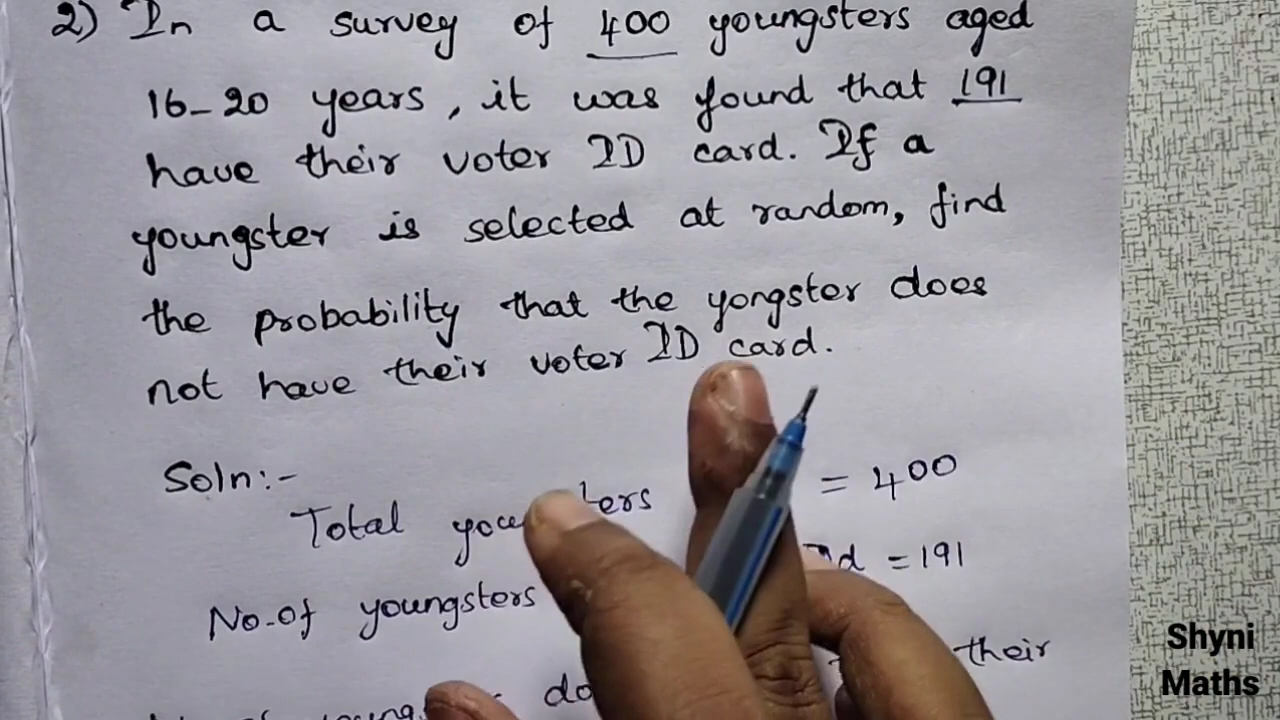 2) In a survey of 400 youngsters aged
16-20 years, it was found that 191
have their voter ID card. If a
youngster is selected at random, find
the probability that the yongster does
not have their voter ID card.
Soln:-
Total = 400
No.of youngsters = 191
their
Shyni
Maths